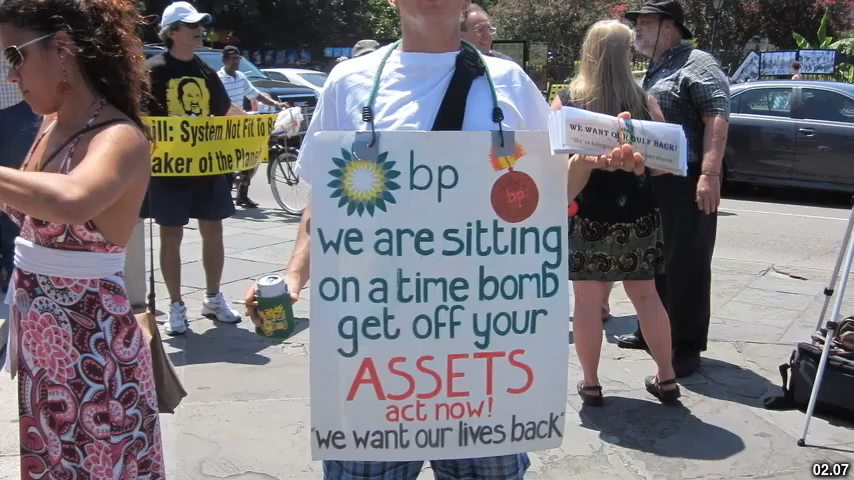 ill: System Not Fit To
aker of the Plane
WE WANT OUR GULF BACK!
bp
bp
we are sitting
on a time bomb
get off your
ASSETS
act now!
"we want our lives back"
02.07